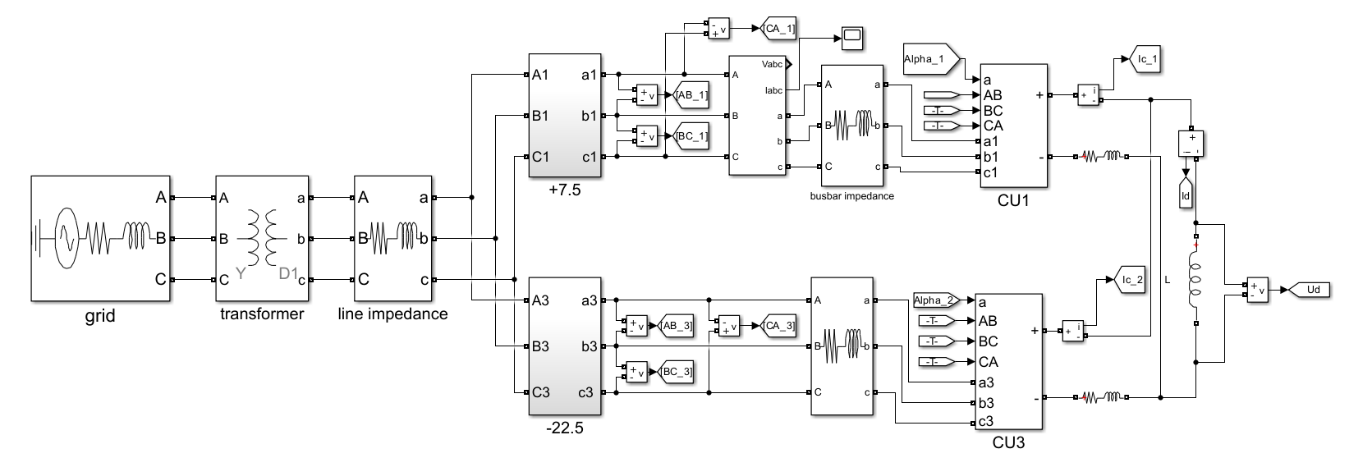 grid
A
B
C
A
B
C
Y
D1
a
b
c
transformer
A
B
C
a
b
c
line impedance
A1
B1
C1
a1
b1
c1
+7.5
- v
+
[CA_1]
+ v
-
[AB_1]
+ v
-
[BC_1]
A
B
C
Vabc
Iabc
a
b
c
A
B
C
a
b
c
busbar impedance
Alpha_1
-T-
-T-
a
AB
BC
CA
a1
b1
c1
+
-
CU1
+ i
-
Ic_1
+
i -
Id
L
+ v
-
Ud
A3
B3
C3
a3
b3
c3
-22.5
+ v
-
[AB_3]
- v
+
[CA_3]
+ v
-
[BC_3]
A
B
C
a
b
c
Alpha_2
-T-
-T-
-T-
a
AB
BC
CA
a3
b3
c3
+
-
CU3
+ i
-
Ic_2